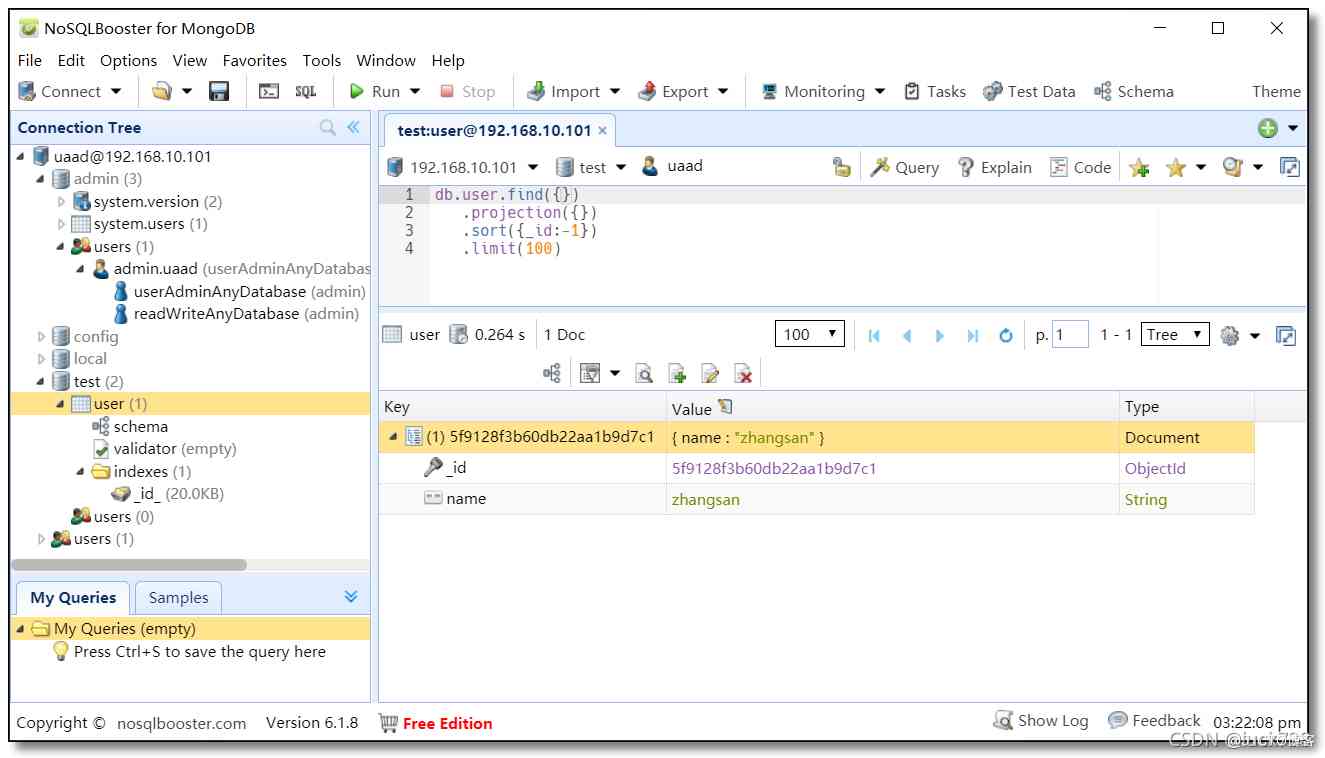 NoSQLBooster for MongoDB
File Edit Options View Favorites Tools Window Help
Connect SQL Run Stop Import Export Monitoring Tasks Test Data Schema Theme
Connection Tree
uaad@192.168.10.101
admin (3)
system.version (2)
system.users (1)
users (1)
admin.uaad (userAdminAnyDatabas
userAdminAnyDatabase (admin)
readWriteAnyDatabase (admin)
config
local
test (2)
user (1)
schema
validator (empty)
indexes (1)
_id_ (20.0KB)
users (0)
users (1)
My Queries Samples
My Queries (empty)
Press Ctrl+S to save the query here
test:user@192.168.10.101 ×
192.168.10.101 test uaad Query Explain Code
1 db.user.find({})
2 .projection({})
3 .sort({_id:-1})
4 .limit(100)
user 0.264 s 1 Doc 100 p. 1 1 - 1 Tree
Key Value Type
(1) 5f9128f3b60db22aa1b9d7c1 { name : "zhangsan" } Document
_id 5f9128f3b60db22aa1b9d7c1 ObjectId
name zhangsan String
Copyright © nosqlbooster.com Version 6.1.8 Free Edition Show Log Feedback 03:22:08 pm
CSDN